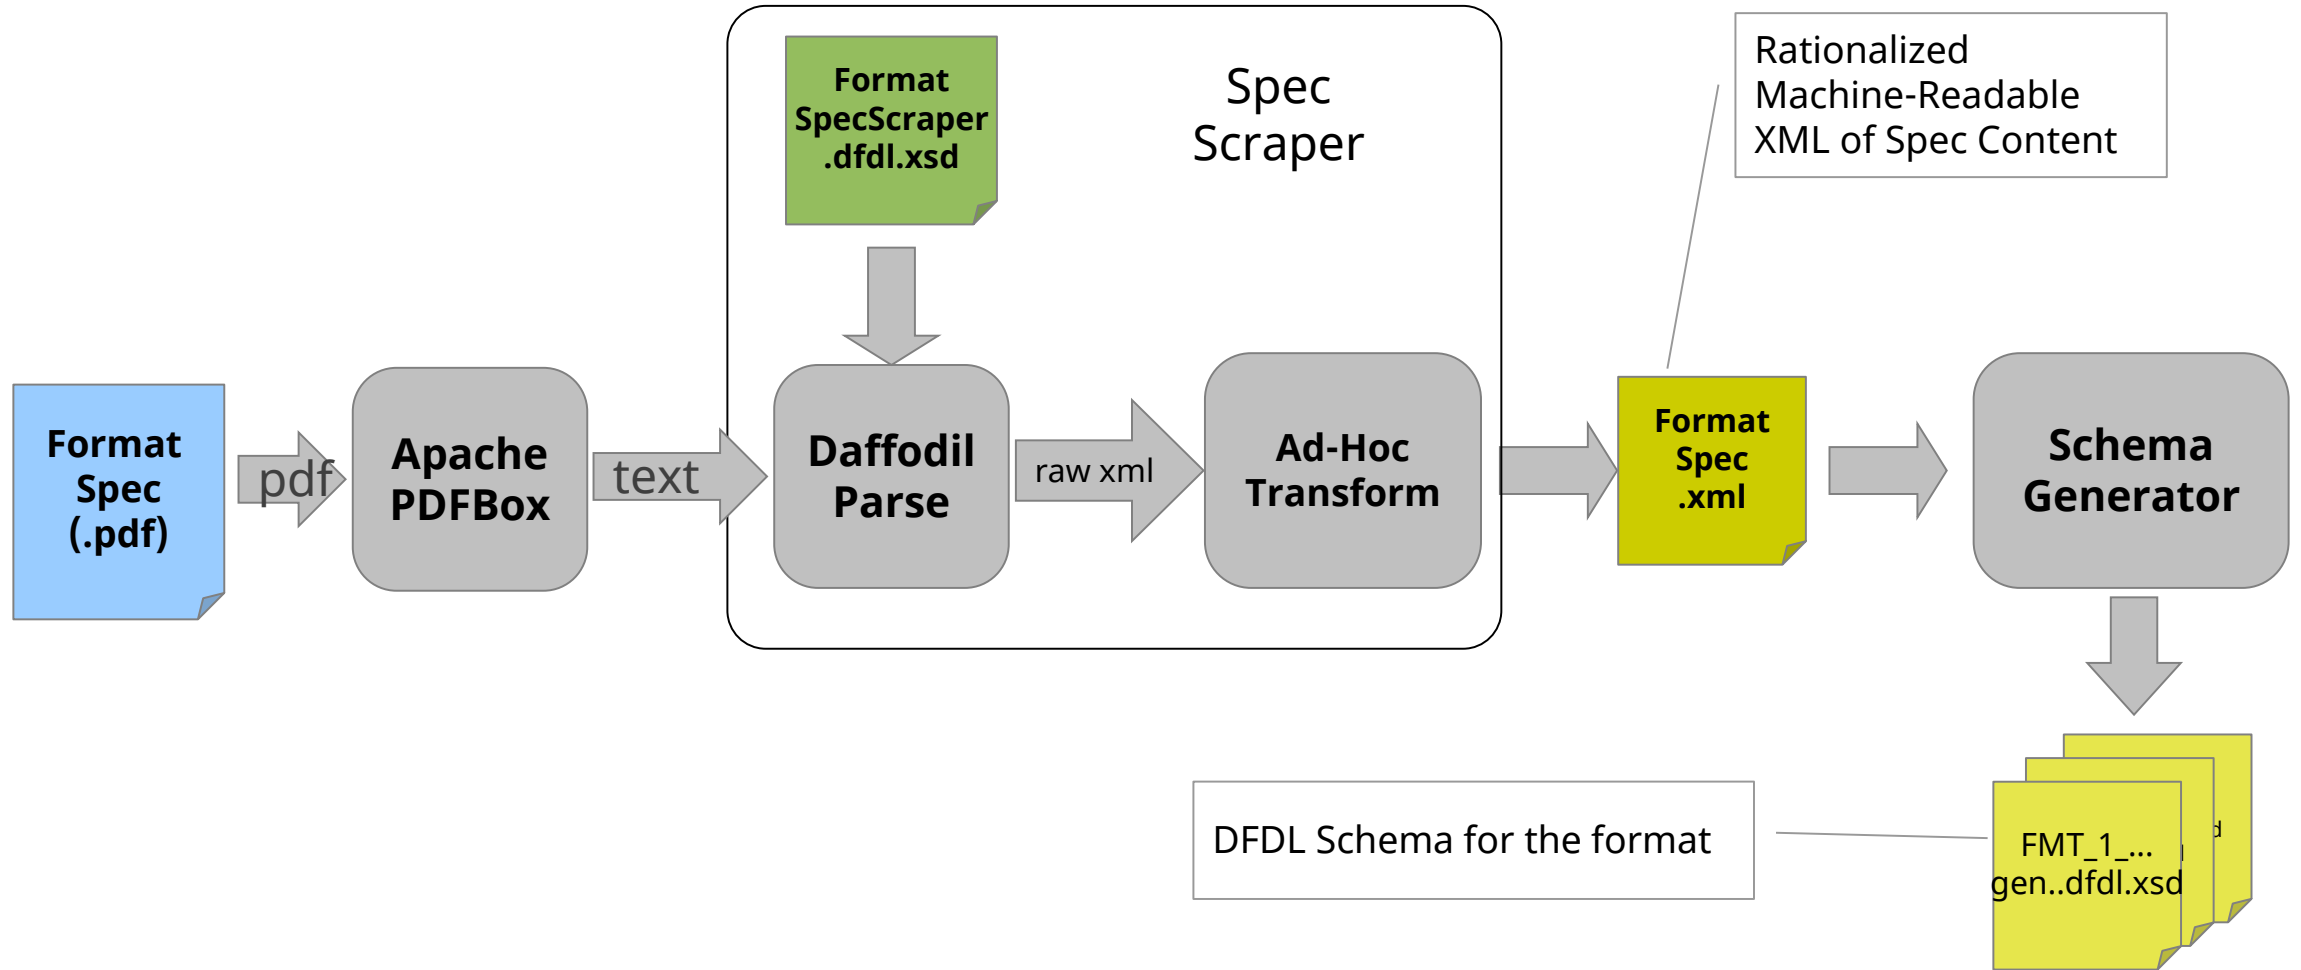 Format
SpecScraper
.dfdl.xsd
Spec
Scraper
Rationalized
Machine-Readable
XML of Spec Content
Format
Spec
(.pdf)
pdf
Apache
PDFBox
text
Daffodil
Parse
raw xml
Ad-Hoc
Transform
Format
Spec
.xml
Schema
Generator
DFDL Schema for the format
FMT_1_...
gen..dfdl.xsd